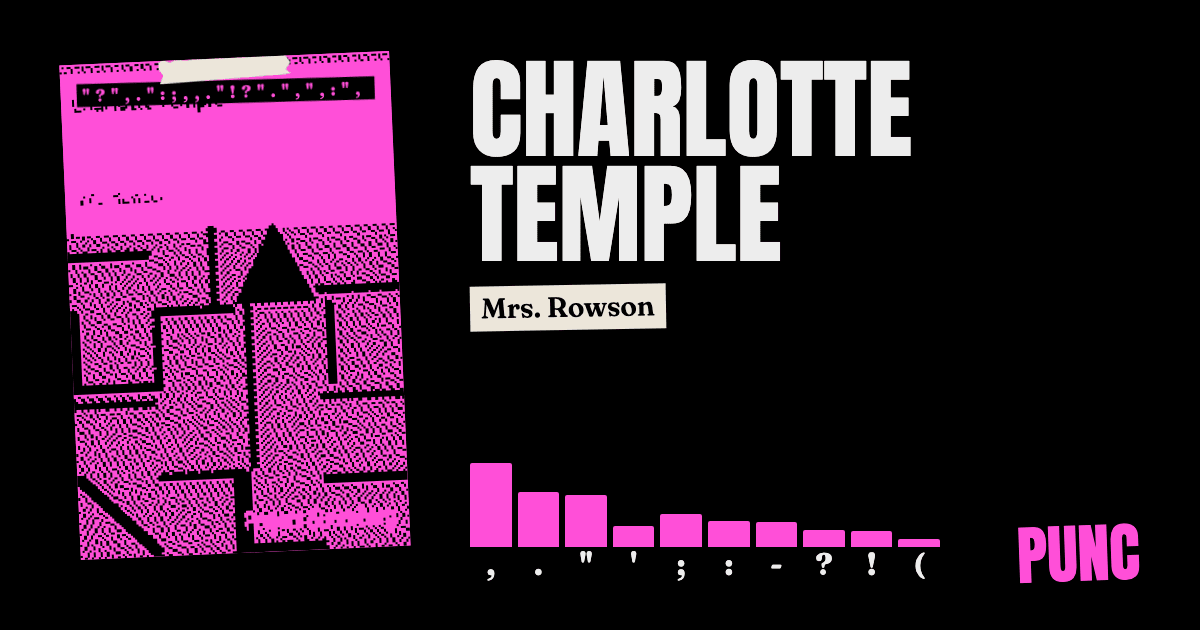 "?",.":;,,."!?".",",:",
CHARLOTTE
TEMPLE
Mrs. Rowson
, . " ' ; : - ? ! (
PUNC